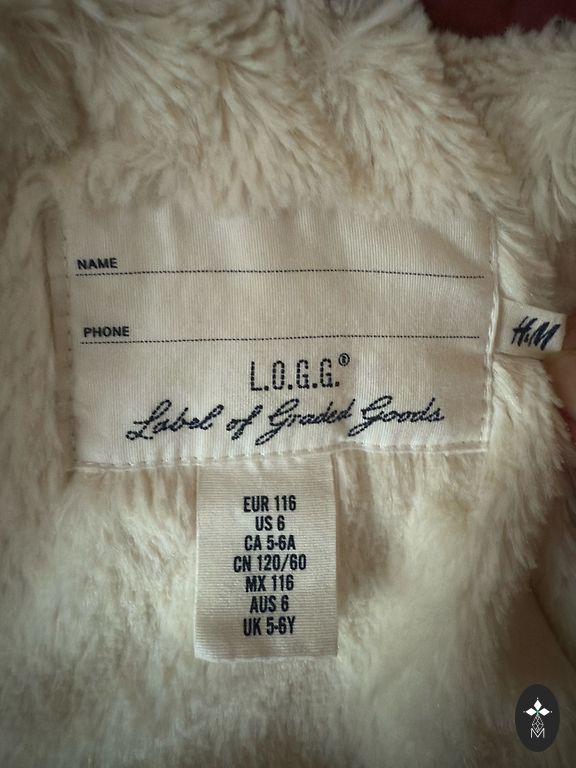 NAME
PHONE
H&M
L.O.G.G.®
Label of Graded Goods
EUR 116
US 6
CA 5-6A
CN 120/60
MX 116
AUS 6
UK 5-6Y
M